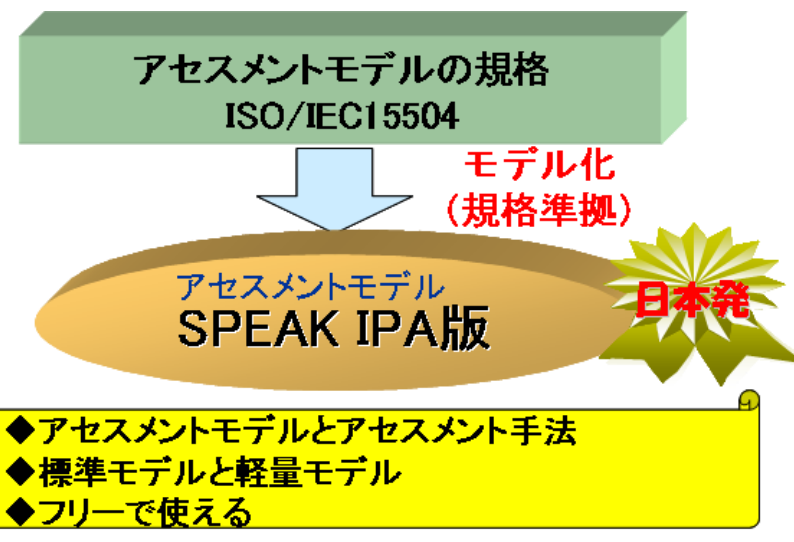 アセスメントモデルの規格
ISO/IEC15504
モデル化
(規格準拠)
アセスメントモデル
SPEAK IPA版
日本発
◆アセスメントモデルとアセスメント手法
◆標準モデルと軽量モデル
◆フリーで使える